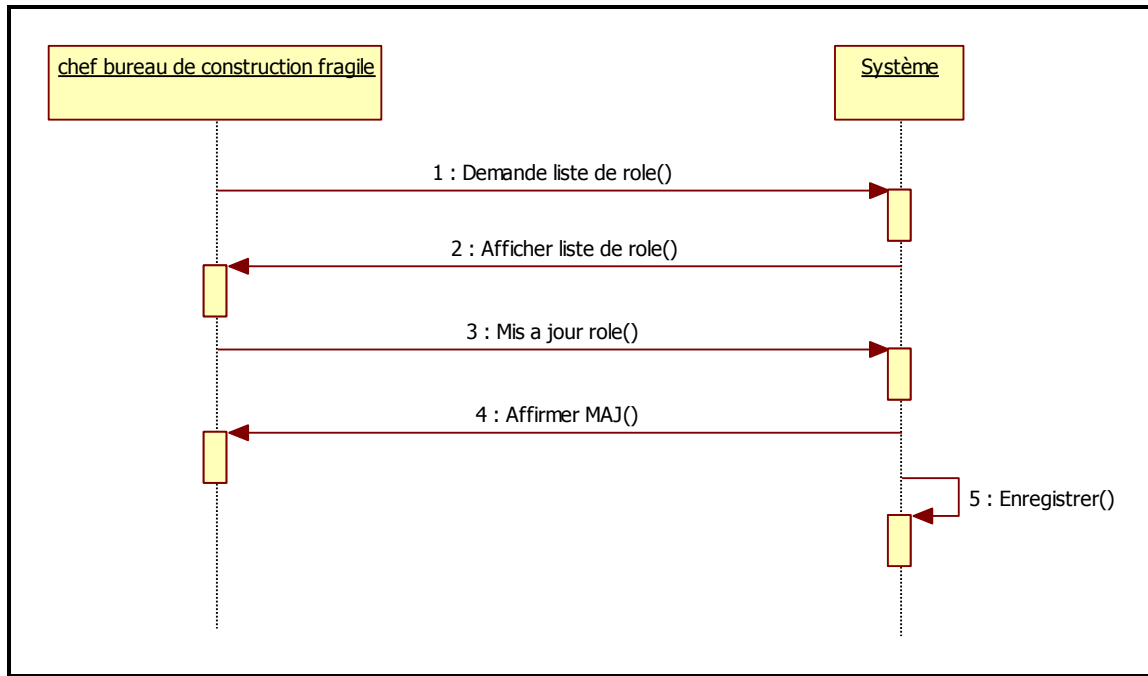 chef bureau de construction fragile
Système
1 : Demande liste de role()
2 : Afficher liste de role()
3 : Mis a jour role()
4 : Affirmer MAJ()
5 : Enregistrer()